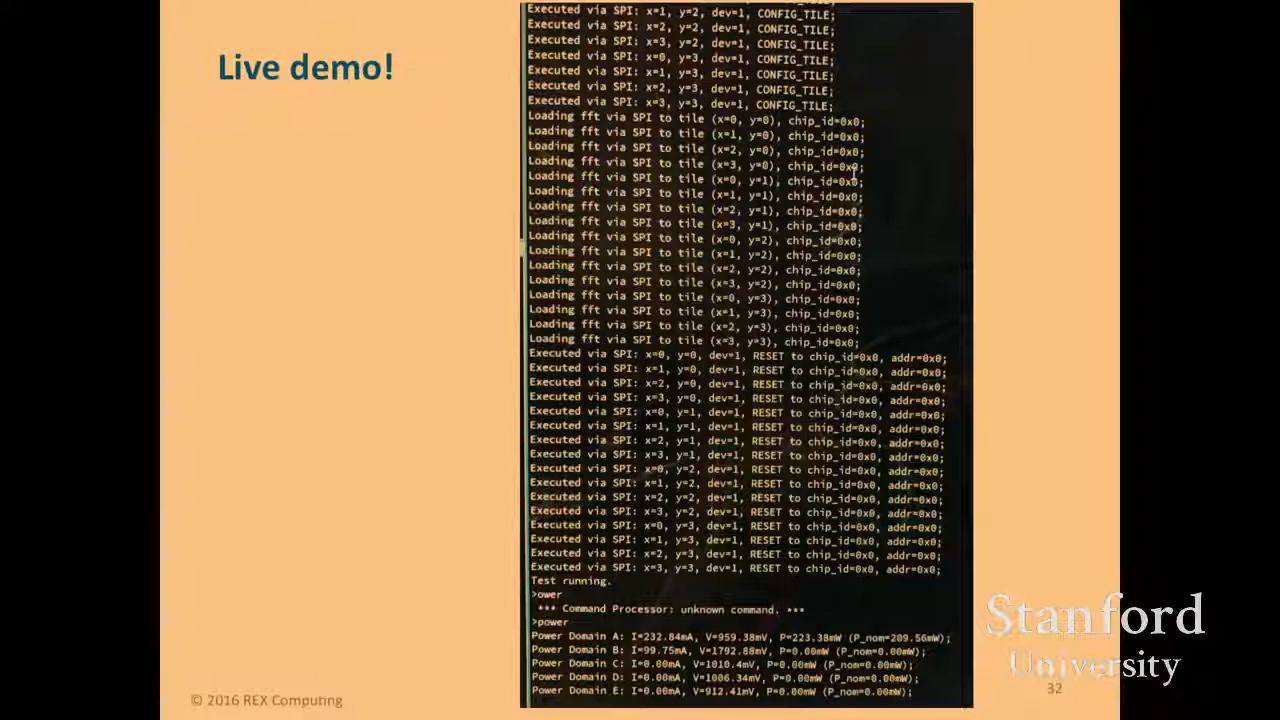 Live demo!
Executed via SPI: x=1, y=2, dev=1, CONFIG_TILE;
Executed via SPI: x=2, y=2, dev=1, CONFIG_TILE;
Executed via SPI: x=3, y=2, dev=1, CONFIG_TILE;
Executed via SPI: x=0, y=3, dev=1, CONFIG_TILE;
Executed via SPI: x=1, y=3, dev=1, CONFIG_TILE;
Executed via SPI: x=2, y=3, dev=1, CONFIG_TILE;
Executed via SPI: x=3, y=3, dev=1, CONFIG_TILE;
Loading fft via SPI to tile (x=0, y=0), chip_id=0x0;
Loading fft via SPI to tile (x=1, y=0), chip_id=0x0;
Loading fft via SPI to tile (x=2, y=0), chip_id=0x0;
Loading fft via SPI to tile (x=3, y=0), chip_id=0x0;
Loading fft via SPI to tile (x=0, y=1), chip_id=0x0;
Loading fft via SPI to tile (x=1, y=1), chip_id=0x0;
Loading fft via SPI to tile (x=2, y=1), chip_id=0x0;
Loading fft via SPI to tile (x=3, y=1), chip_id=0x0;
Loading fft via SPI to tile (x=0, y=2), chip_id=0x0;
Loading fft via SPI to tile (x=1, y=2), chip_id=0x0;
Loading fft via SPI to tile (x=2, y=2), chip_id=0x0;
Loading fft via SPI to tile (x=3, y=2), chip_id=0x0;
Loading fft via SPI to tile (x=0, y=3), chip_id=0x0;
Loading fft via SPI to tile (x=1, y=3), chip_id=0x0;
Loading fft via SPI to tile (x=2, y=3), chip_id=0x0;
Loading fft via SPI to tile (x=3, y=3), chip_id=0x0;
Executed via SPI: x=0, y=0, dev=1, RESET to chip_id=0x0, addr=0x0;
Executed via SPI: x=1, y=0, dev=1, RESET to chip_id=0x0, addr=0x0;
Executed via SPI: x=2, y=0, dev=1, RESET to chip_id=0x0, addr=0x0;
Executed via SPI: x=3, y=0, dev=1, RESET to chip_id=0x0, addr=0x0;
Executed via SPI: x=0, y=1, dev=1, RESET to chip_id=0x0, addr=0x0;
Executed via SPI: x=1, y=1, dev=1, RESET to chip_id=0x0, addr=0x0;
Executed via SPI: x=2, y=1, dev=1, RESET to chip_id=0x0, addr=0x0;
Executed via SPI: x=3, y=1, dev=1, RESET to chip_id=0x0, addr=0x0;
Executed via SPI: x=0, y=2, dev=1, RESET to chip_id=0x0, addr=0x0;
Executed via SPI: x=1, y=2, dev=1, RESET to chip_id=0x0, addr=0x0;
Executed via SPI: x=2, y=2, dev=1, RESET to chip_id=0x0, addr=0x0;
Executed via SPI: x=3, y=2, dev=1, RESET to chip_id=0x0, addr=0x0;
Executed via SPI: x=0, y=3, dev=1, RESET to chip_id=0x0, addr=0x0;
Executed via SPI: x=1, y=3, dev=1, RESET to chip_id=0x0, addr=0x0;
Executed via SPI: x=2, y=3, dev=1, RESET to chip_id=0x0, addr=0x0;
Executed via SPI: x=3, y=3, dev=1, RESET to chip_id=0x0, addr=0x0;
Test running.
>ower
*** Command Processor: unknown command. ***
>power
Power Domain A: I=232.84mA, V=959.38mV, P=223.38mW (P_nom=209.56mW);
Power Domain B: I=99.75mA, V=1792.88mV, P=0.00mW (P_nom=0.00mW);
Power Domain C: I=0.00mA, V=1010.4mV, P=0.00mW (P_nom=0.00mW);
Power Domain D: I=0.00mA, V=1006.34mV, P=0.00mW (P_nom=0.00mW);
Power Domain E: I=0.00mA, V=912.41mV, P=0.00mW (P_nom=0.00mW);
Stanford
University
© 2016 REX Computing
32